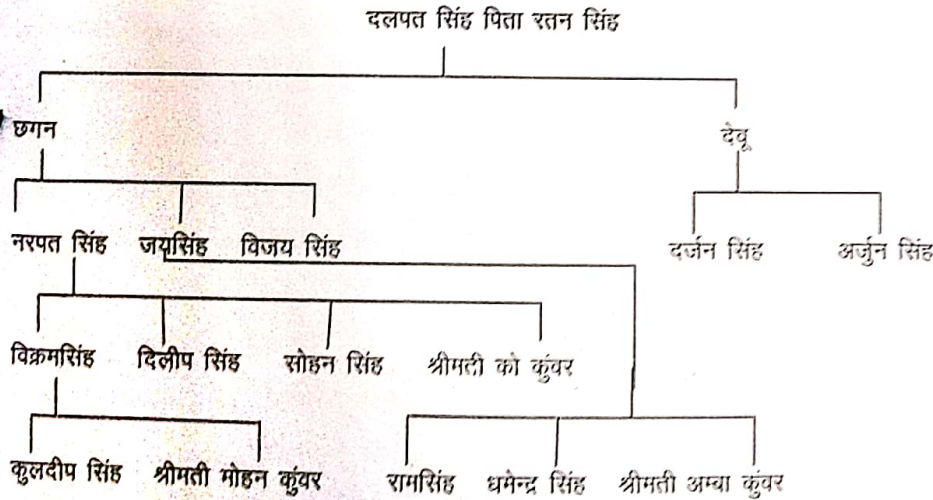 दलपत सिंह पिता रतन सिंह
छगन देवू
नरपत सिंह जयसिंह विजय सिंह दर्जन सिंह अर्जुन सिंह
विक्रमसिंह दिलीप सिंह सोहन सिंह श्रीमती को कुंवर
कुलदीप सिंह श्रीमती मोहन कुंवर रामसिंह धमेन्द्र सिंह श्रीमती अम्बा कुंवर